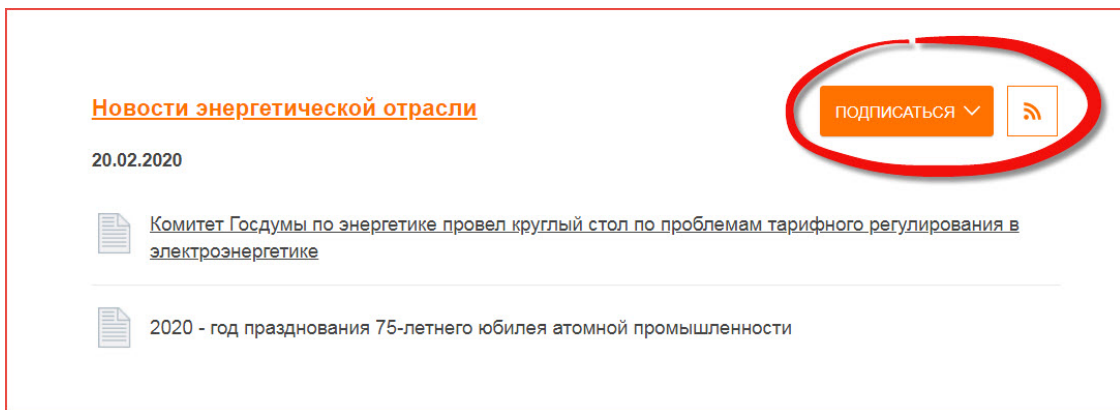 Новости энергетической отрасли
ПОДПИСАТЬСЯ
20.02.2020
Комитет Госдумы по энергетике провел круглый стол по проблемам тарифного регулирования в
электроэнергетике
2020 - год празднования 75-летнего юбилея атомной промышленности